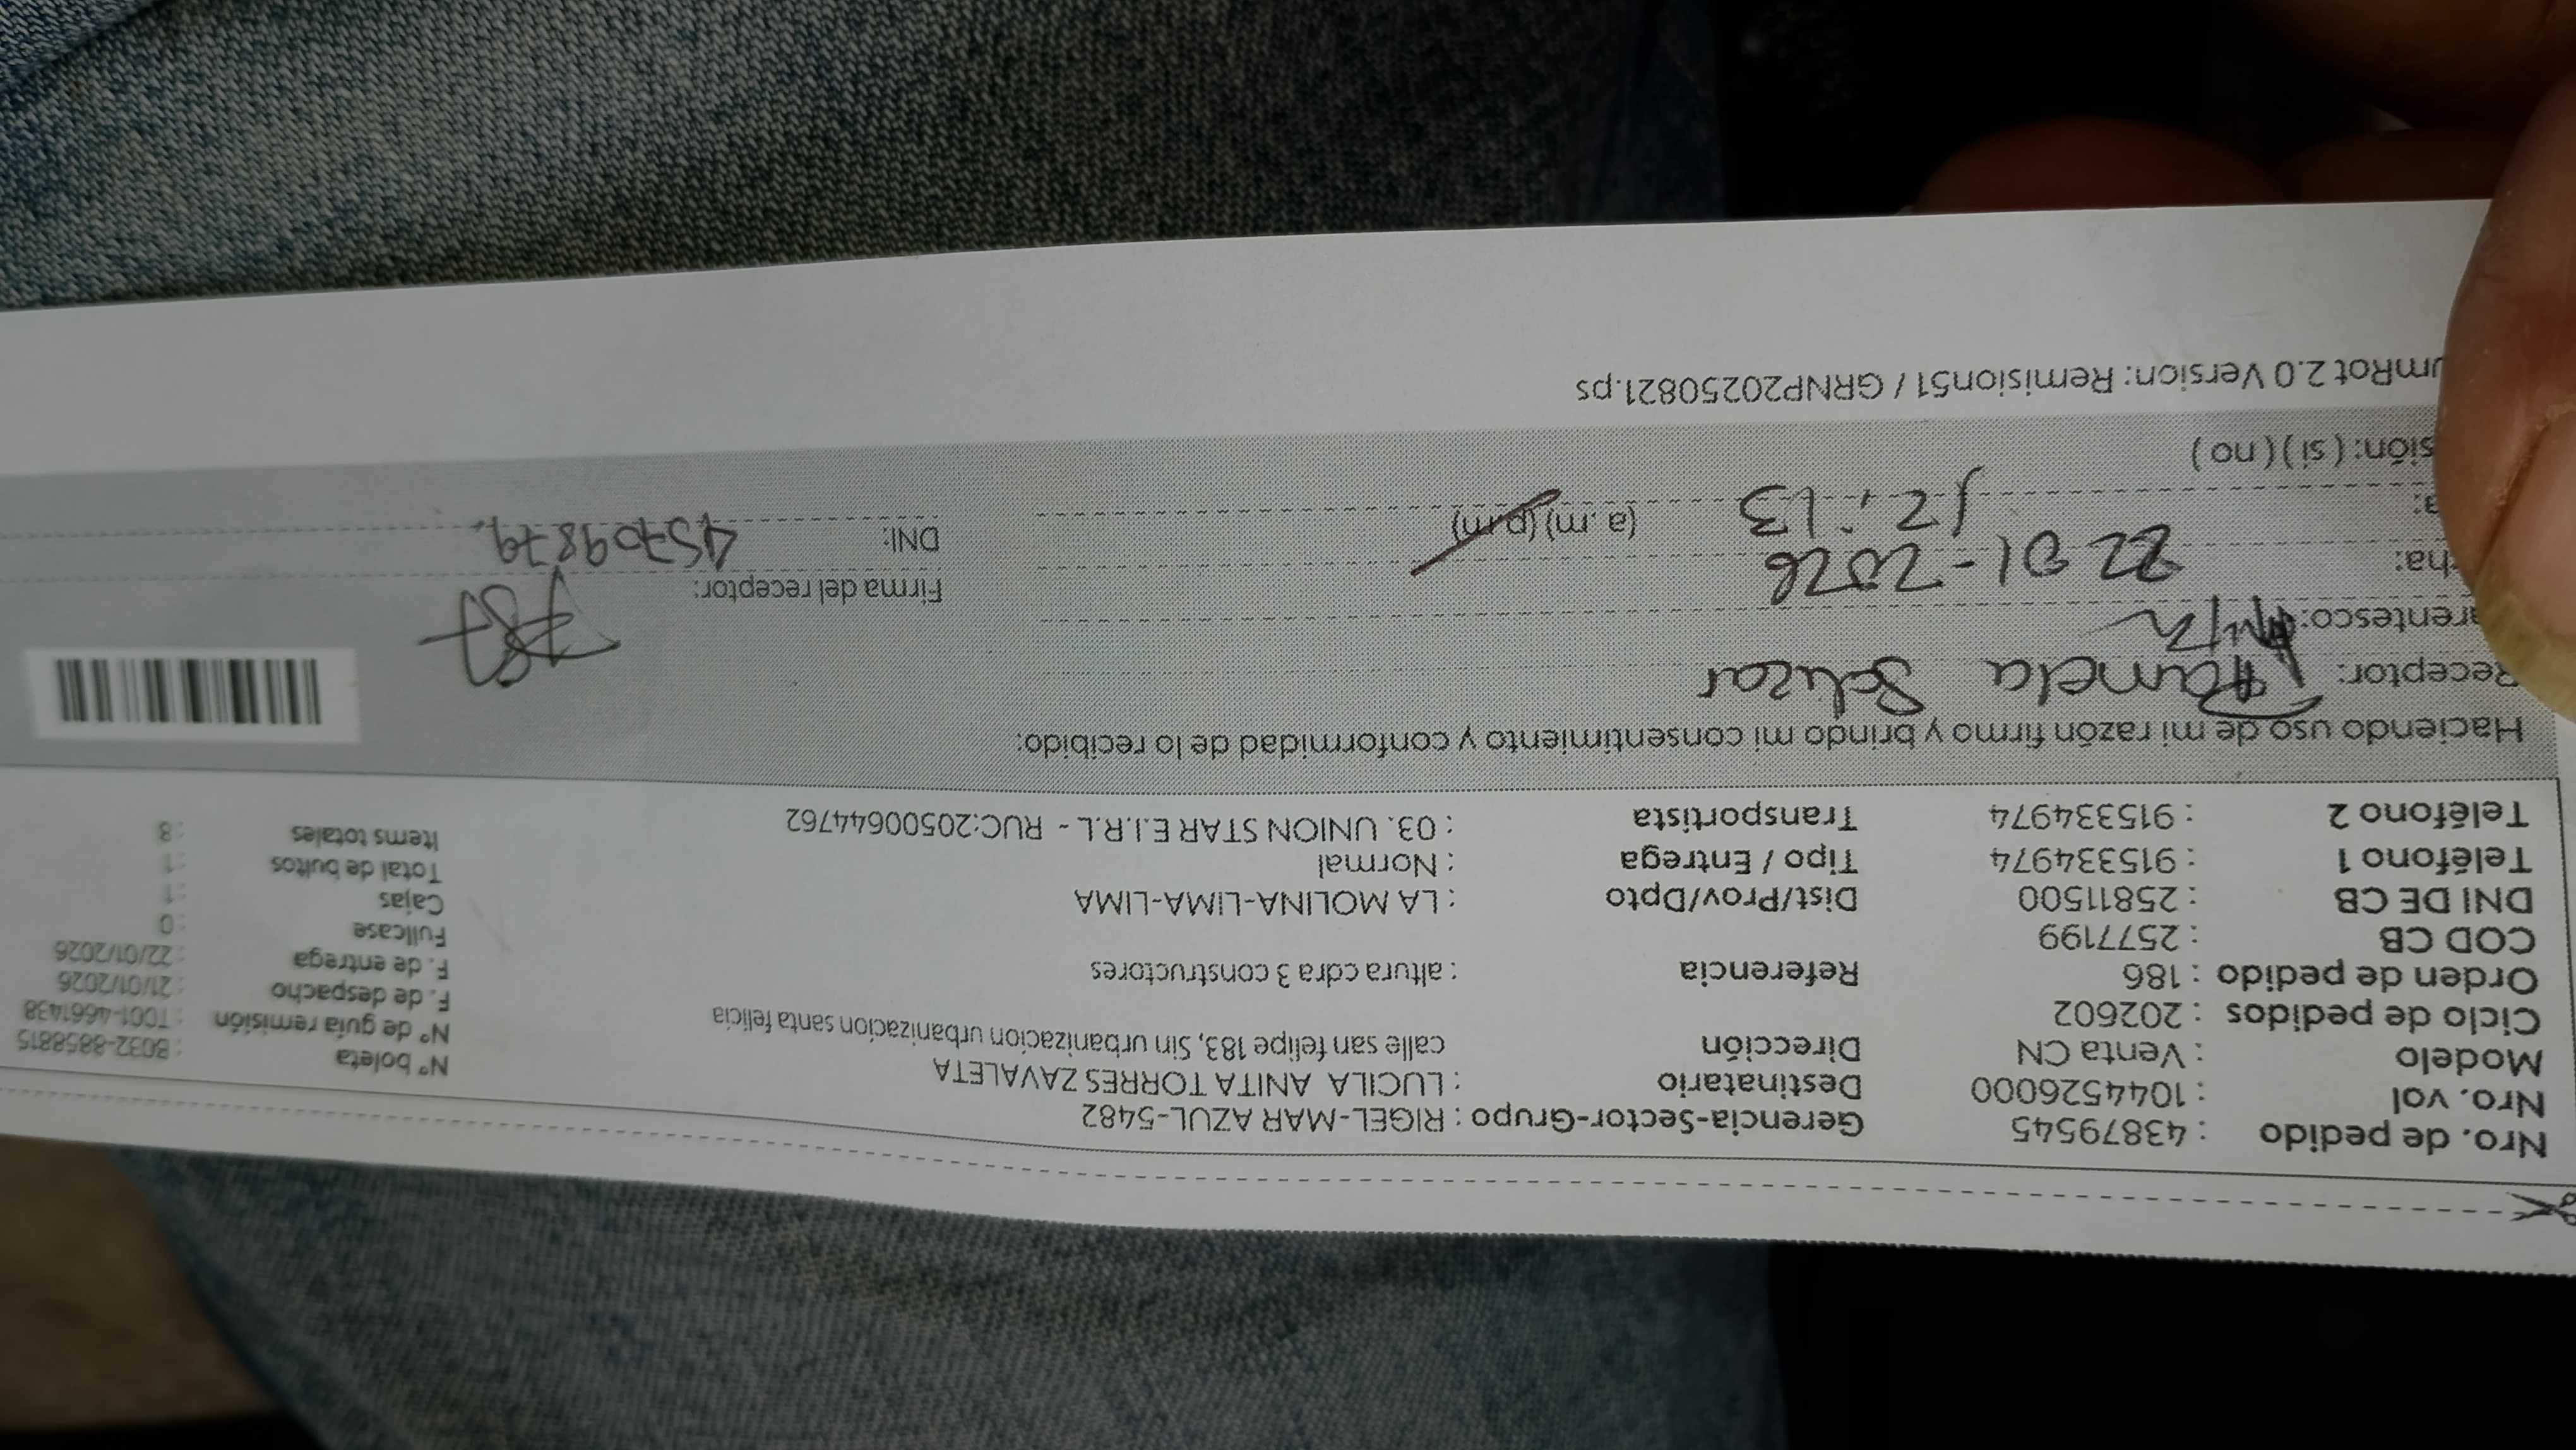 Nro. de pedido : 43879545 Gerencia-Sector-Grupo : RIGEL-MAR AZUL-5482
Nro. vol : 1044526000 Destinatario : LUCILA ANITA TORRES ZAVALETA Nº boleta : B032-8858815
Modelo : Venta CN Dirección calle san felipe 183, Sin urbanizacion urbanizacion santa felicia Nº de guía remisión : T001-4661438
Ciclo de pedidos : 202602 F. de despacho : 21/01/2026
Orden de pedido : 186 Referencia : altura cdra 3 constructores F. de entrega : 22/01/2026
COD CB : 2577199 Fullcase : 0
DNI DE CB : 25811500 Dist/Prov/Dpto : LA MOLINA-LIMA-LIMA Cajas : 1
Teléfono 1 : 915334974 Tipo / Entrega : Normal Total de bultos : 1
Teléfono 2 : 915334974 Transportista : 03. UNION STAR E.I.R.L - RUC:20500644762 Items totales : 8
Haciendo uso de mi razón firmo y brindo mi consentimiento y conformidad de lo recibido:
Receptor: Pamela
arentesco:
cha: 22 01-2026 Firma del receptor:
a: 12:13 (a.m) (p.m) DNI: 45709879.
sión: ( si ) ( no )
umRot 2.0 Version: Remision51 / GRNP20250821.ps